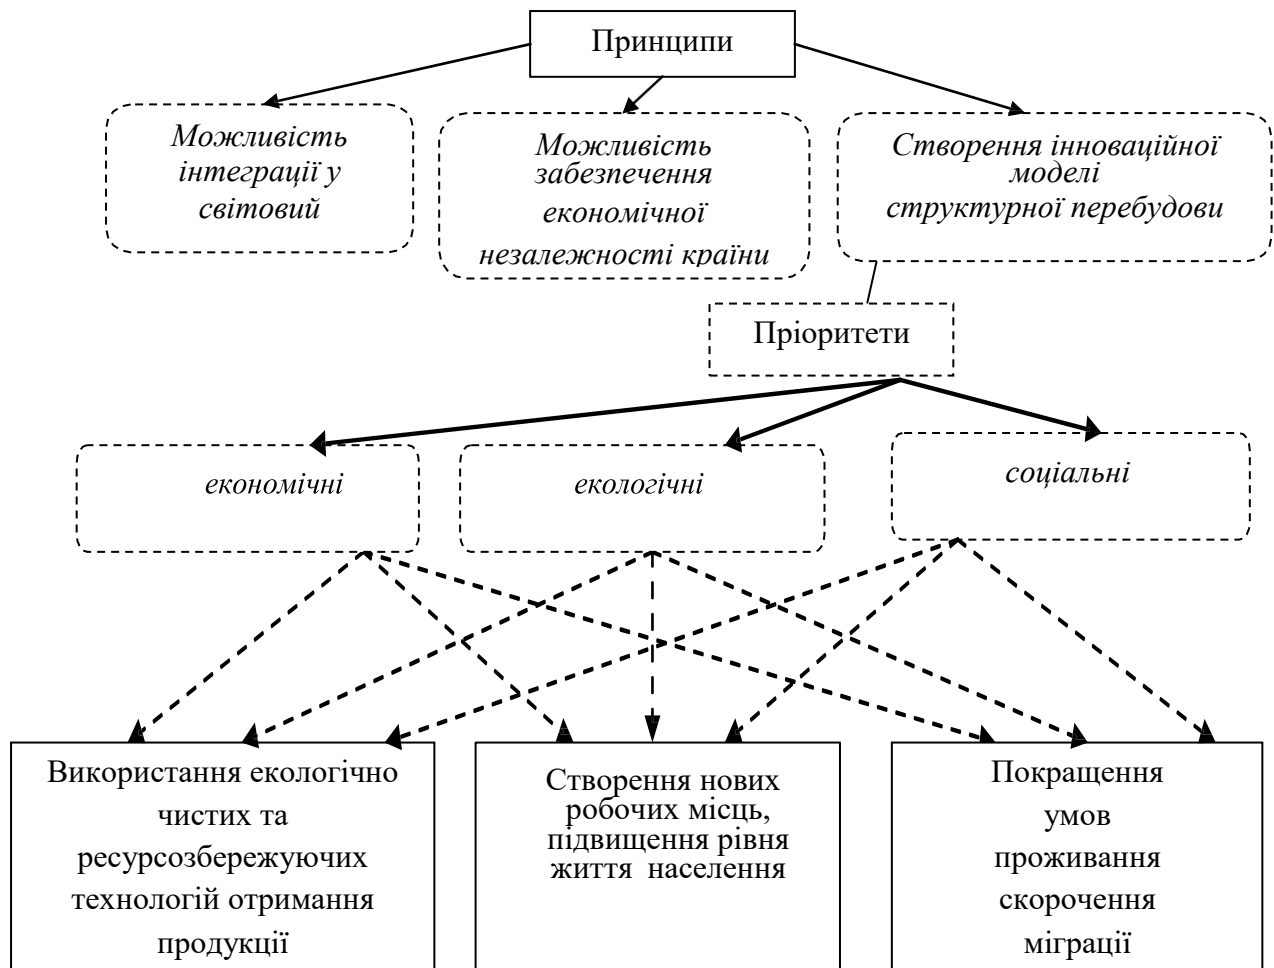 Принципи
Можливість
інтеграції у
світовий
Можливість
забезпечення
економічної
незалежності країни
Створення інноваційної
моделі
структурної перебудови
Пріоритети
економічні
екологічні
соціальні
Використання екологічно
чистих та
ресурсозбережуючих
технологій отримання
продукції
Створення нових
робочих місць,
підвищення рівня
життя населення
Покращення
умов
проживання
скорочення
міграції